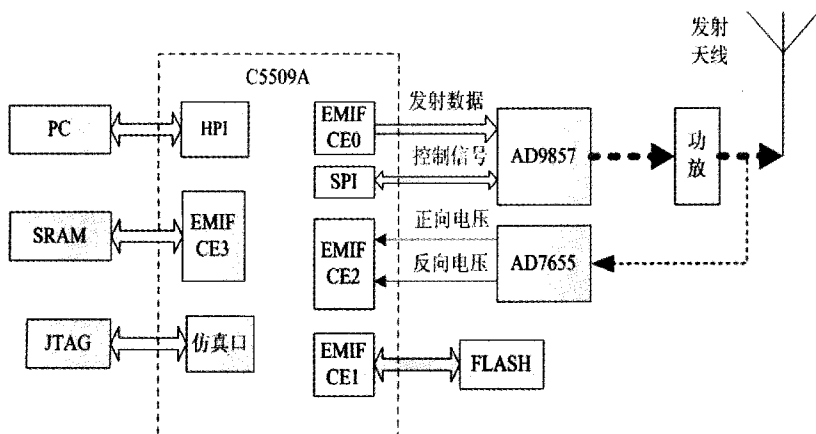 发射
天线
C5509A
PC
HPI
EMIF
CE0
发射数据
控制信号
AD9857
功
放
SPI
SRAM
EMIF
CE3
EMIF
CE2
正向电压
反向电压
AD7655
JTAG
仿真口
EMIF
CE1
FLASH